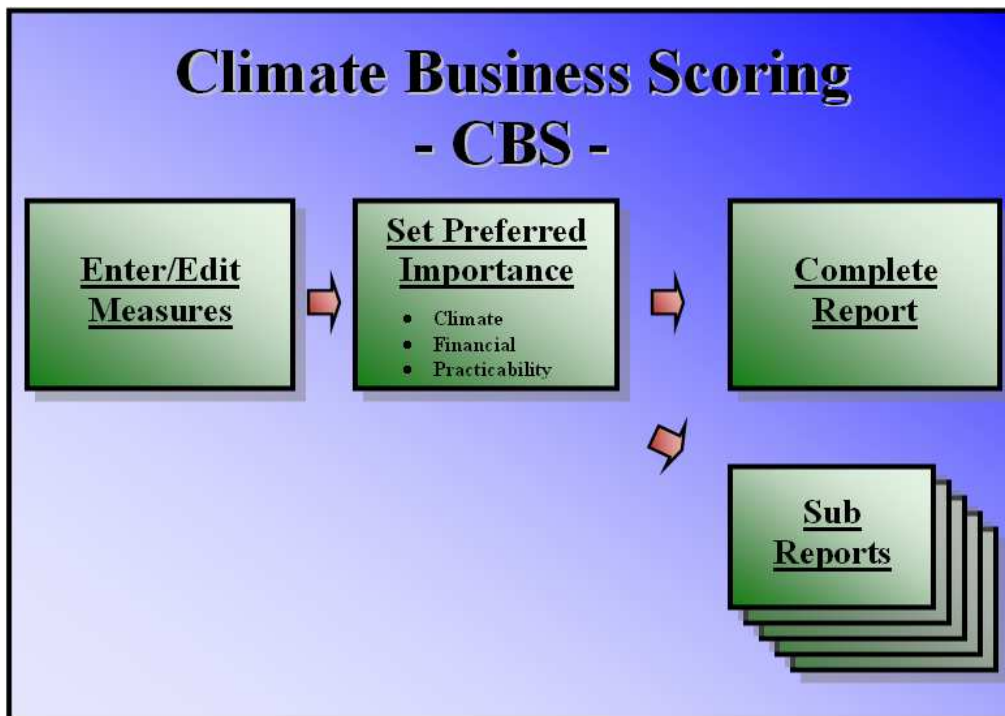 Climate Business Scoring
- CBS -
Enter/Edit
Measures
Set Preferred
Importance
• Climate
• Financial
• Practicability
Complete
Report
Sub
Reports